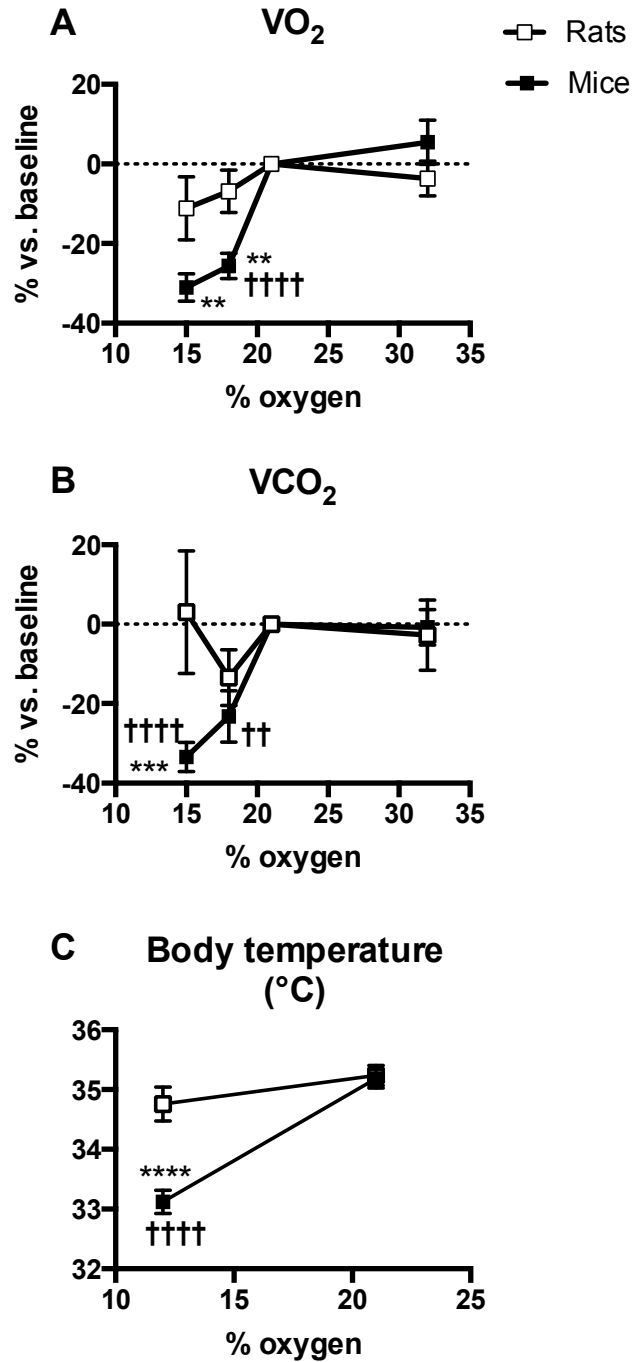 A VO₂
Rats
Mice
20
0
-20
-40
% vs. baseline
**
††††
**
10 15 20 25 30 35
% oxygen
B VCO₂
20
0
-20
-40
% vs. baseline
††††
***
††
10 15 20 25 30 35
% oxygen
C Body temperature
(°C)
36
35
34
33
32
****
††††
10 15 20 25
% oxygen